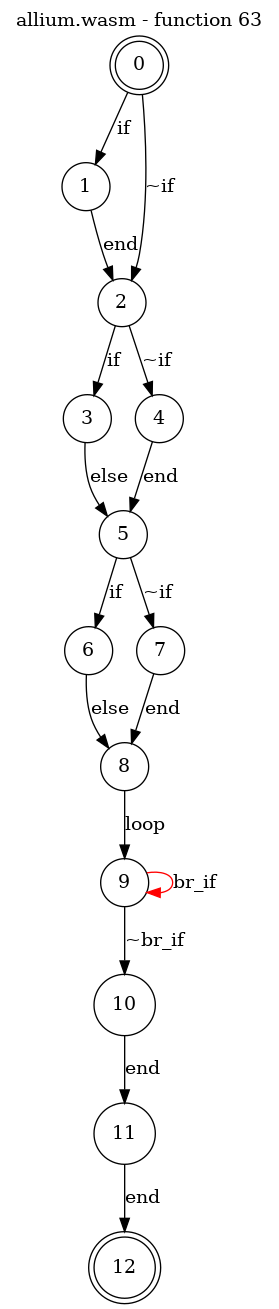 allium.wasm - function 63
0
if
1
~if
end
2
if
~if
3
4
else
end
5
if
~if
6
7
else
end
8
loop
9
br_if
~br_if
10
end
11
end
12